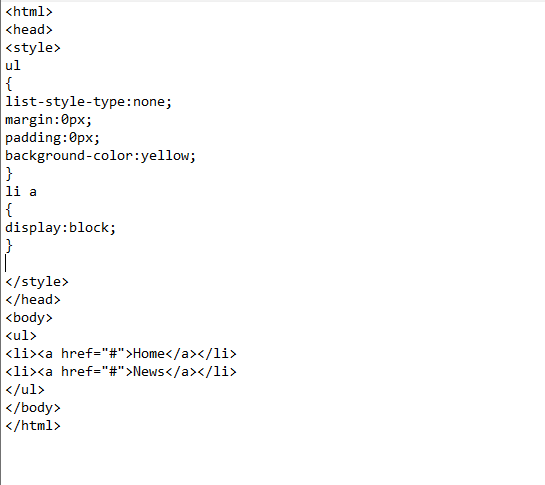 <html>
<head>
<style>
ul
{
list-style-type:none;
margin:0px;
padding:0px;
background-color:yellow;
}
li a
{
display:block;
}
</style>
</head>
<body>
<ul>
<li><a href="#">Home</a></li>
<li><a href="#">News</a></li>
</ul>
</body>
</html>